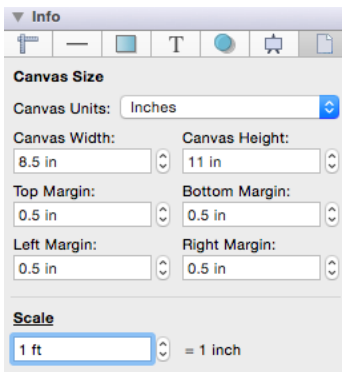 Info
T
Canvas Size
Canvas Units: Inches
Canvas Width: Canvas Height:
8.5 in 11 in
Top Margin: Bottom Margin:
0.5 in 0.5 in
Left Margin: Right Margin:
0.5 in 0.5 in
Scale
1 ft = 1 inch